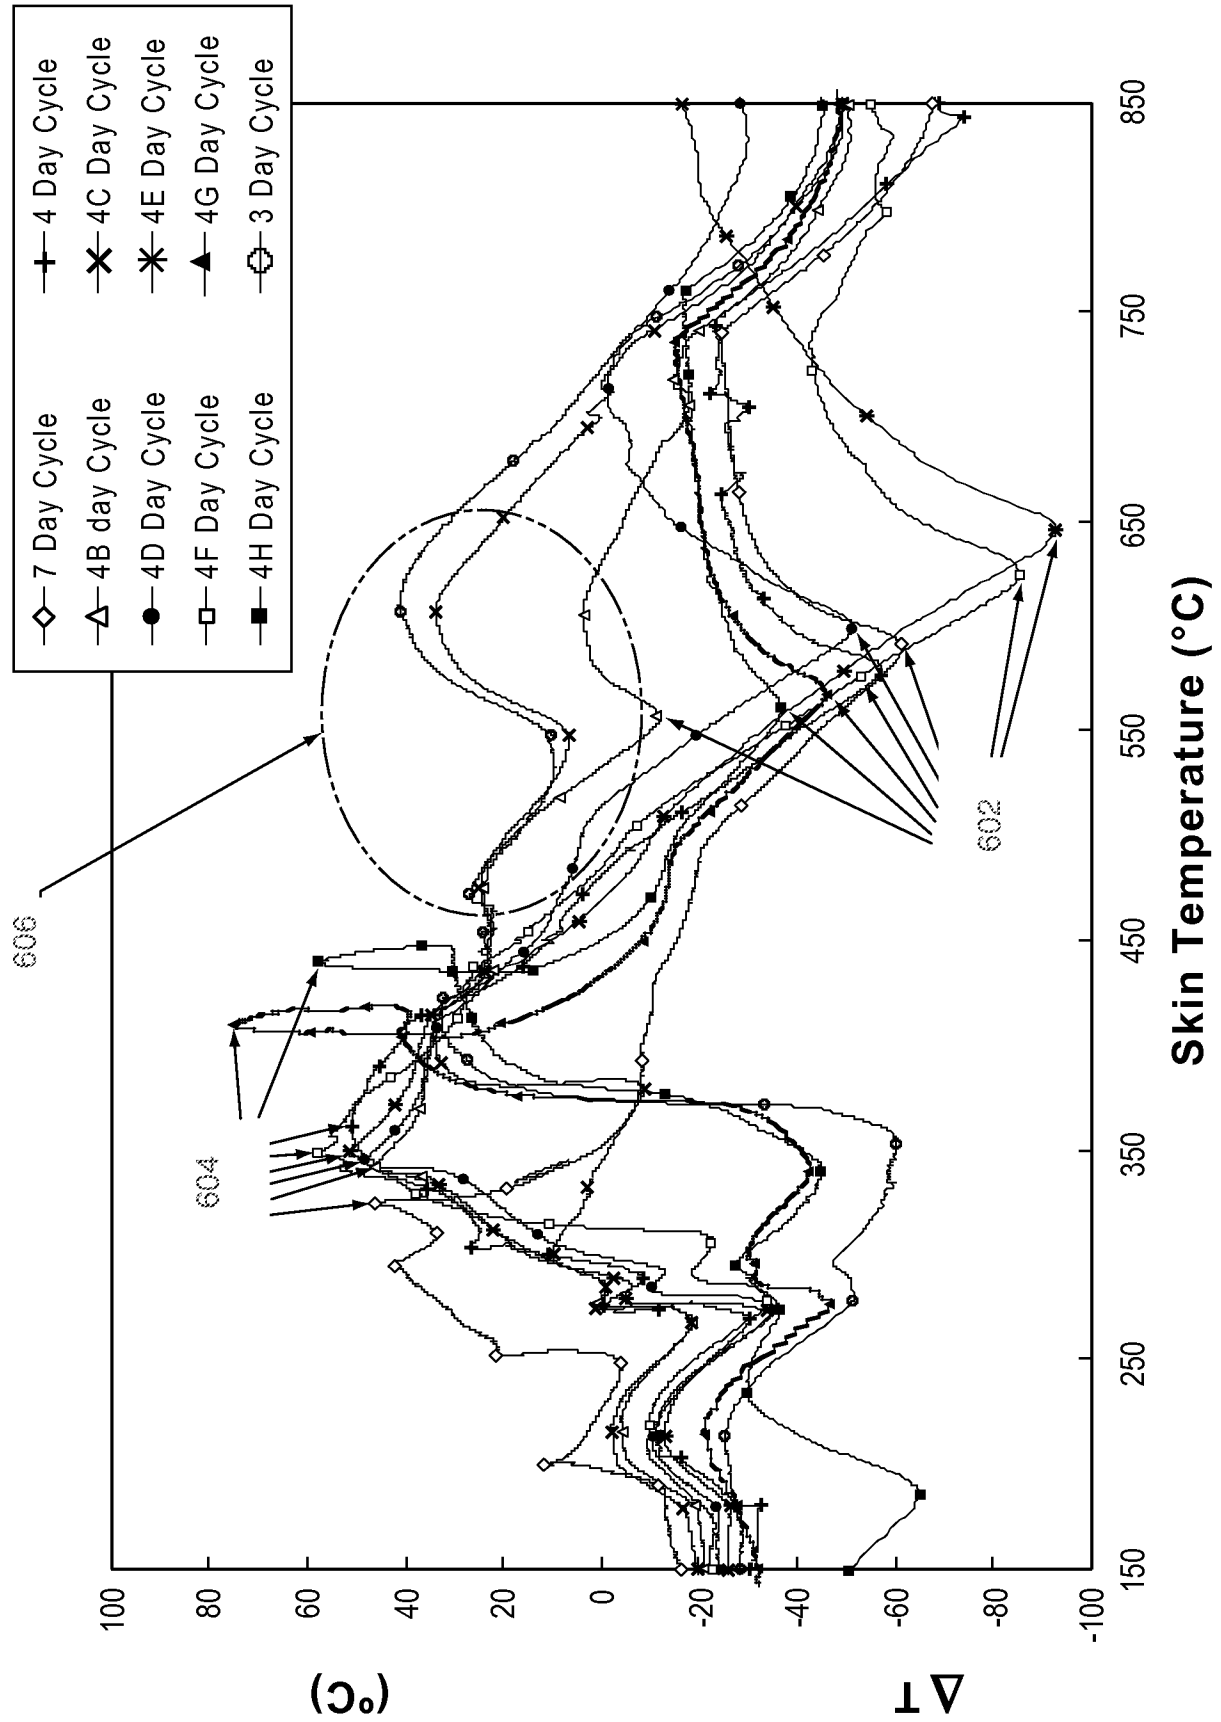 7 Day Cycle
4 Day Cycle
4B day Cycle
4C Day Cycle
4D Day Cycle
4E Day Cycle
4F Day Cycle
4G Day Cycle
4H Day Cycle
3 Day Cycle
606
604
602
100
80
60
40
20
0
-20
-40
-60
-80
-100
(°C)
ΔT
150
250
350
450
550
650
750
850
Skin Temperature (°C)